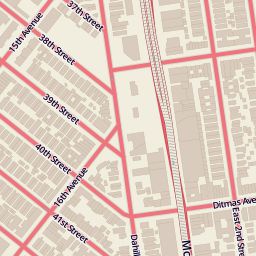 37th Street
15th Avenue
38th Street
39th Street
40th Street
16th Avenue
41st Street
Ditmas Ave
East 2nd Stre
Dahill
Mc